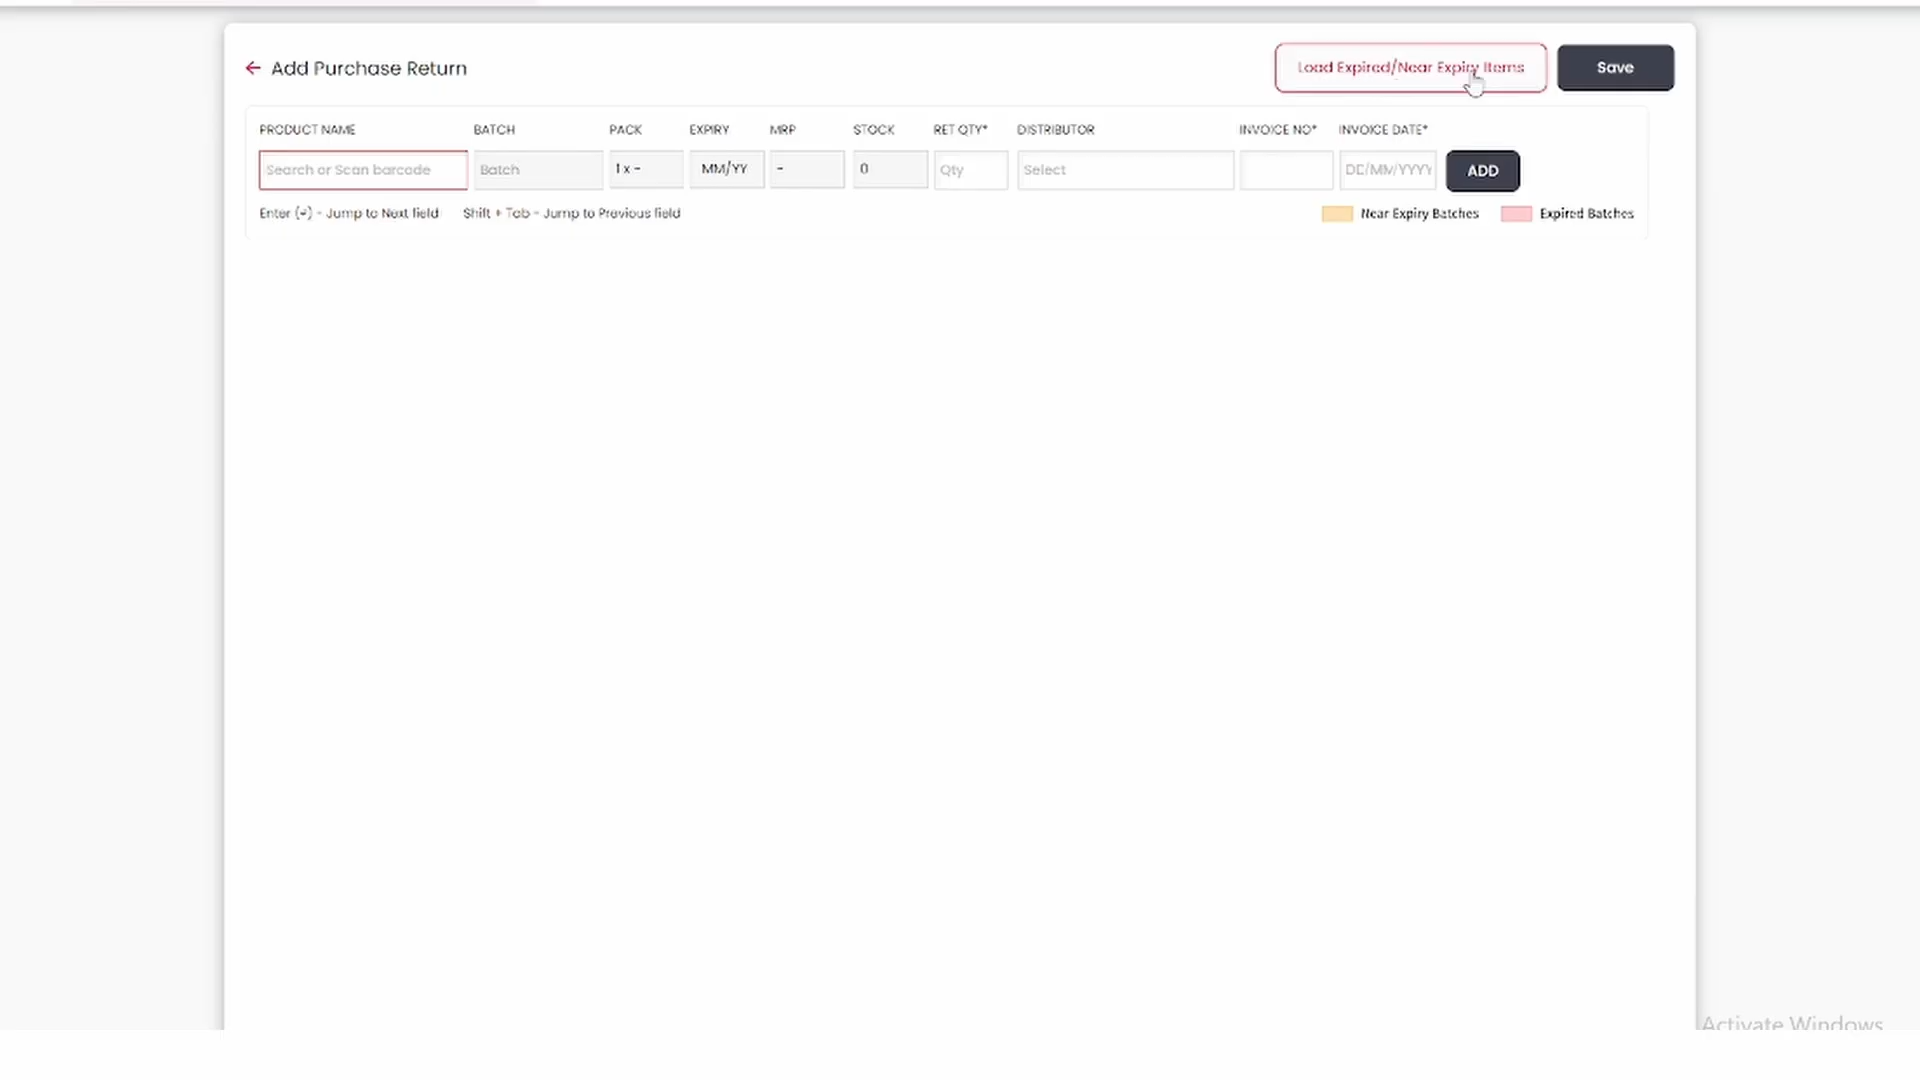 Add Purchase Return
Load Expired/Near Expiry Items
Save
PRODUCT NAME BATCH PACK EXPIRY MRP STOCK RET QTY* DISTRIBUTOR INVOICE NO* INVOICE DATE*
Search or Scan barcode Batch 1 x - MM/YY - 0 Qty Select DD/MM/YYYY ADD
Enter (↵) - Jump to Next field Shift + Tab - Jump to Previous field Near Expiry Batches Expired Batches
Activate Windows